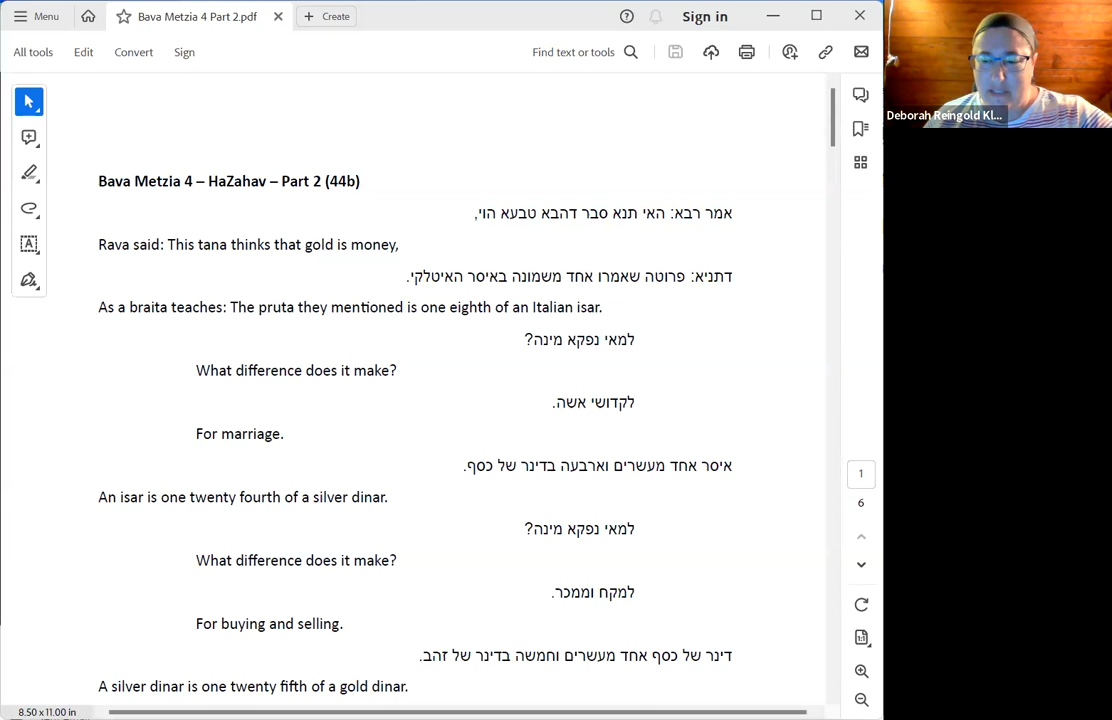 Menu
Bava Metzia 4 Part 2.pdf
Create
Sign in
All tools
Edit
Convert
Sign
Find text or tools
Deborah Reingold Kl...
Bava Metzia 4 – HaZahav – Part 2 (44b)
אמר רבא: האי תנא סבר דהבא טבעא הוי,
Rava said: This tana thinks that gold is money,
דתניא: פרוטה שאמרו אחד משמונה באיסר האיטלקי.
As a braita teaches: The pruta they mentioned is one eighth of an Italian isar.
למאי נפקא מינה?
What difference does it make?
לקדושי אשה.
For marriage.
איסר אחד מעשרים וארבעה בדינר של כסף.
An isar is one twenty fourth of a silver dinar.
למאי נפקא מינה?
What difference does it make?
למקח וממכר.
For buying and selling.
דינר של כסף אחד מעשרים וחמשה בדינר של זהב.
A silver dinar is one twenty fifth of a gold dinar.
1
6
8.50 x 11.00 in